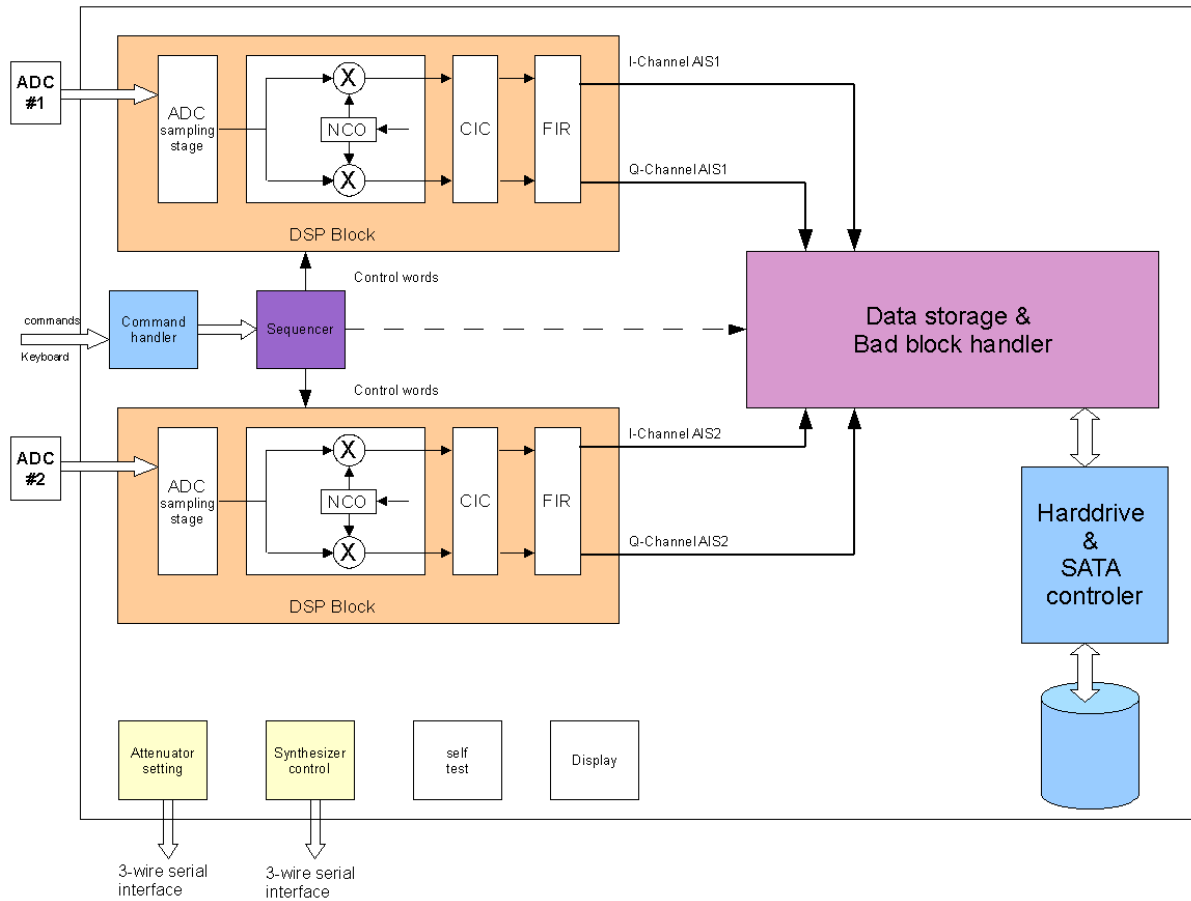 ADC
#1
ADC
sampling
stage
X
NCO
X
CIC
FIR
DSP Block
I-Channel AIS1
Q-Channel AIS1
Control words
commands
Keyboard
Command
handler
Sequencer
Data storage &
Bad block handler
Control words
ADC
#2
ADC
sampling
stage
X
NCO
X
CIC
FIR
DSP Block
I-Channel AIS2
Q-Channel AIS2
Harddrive
&
SATA
controler
Attenuator
setting
Synthesizer
control
self
test
Display
3-wire serial
interface
3-wire serial
interface